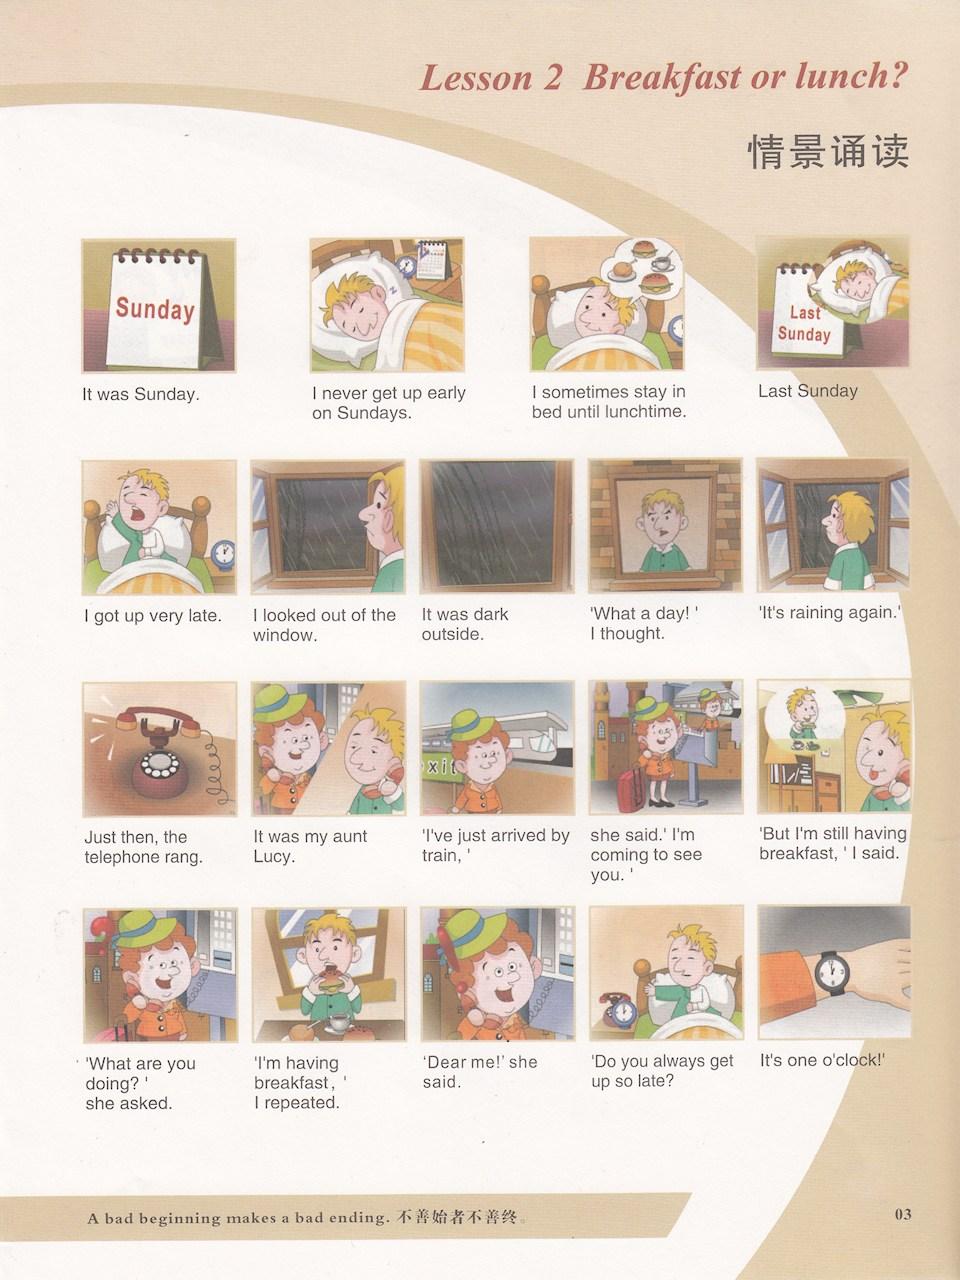 Lesson 2 Breakfast or lunch?
情景诵读
Sunday
Last
Sunday
It was Sunday.
I never get up early
on Sundays.
I sometimes stay in
bed until lunchtime.
Last Sunday
I got up very late.
I looked out of the
window.
It was dark
outside.
'What a day! '
I thought.
'It's raining again.'
xit
Just then, the
telephone rang.
It was my aunt
Lucy.
'I've just arrived by
train, '
she said.' I'm
coming to see
you. '
'But I'm still having
breakfast, ' I said.
'What are you
doing? '
she asked.
'I'm having
breakfast, '
I repeated.
‘Dear me!’ she
said.
'Do you always get
up so late?
It's one o'clock!'
A bad beginning makes a bad ending. 不善始者不善终。
03